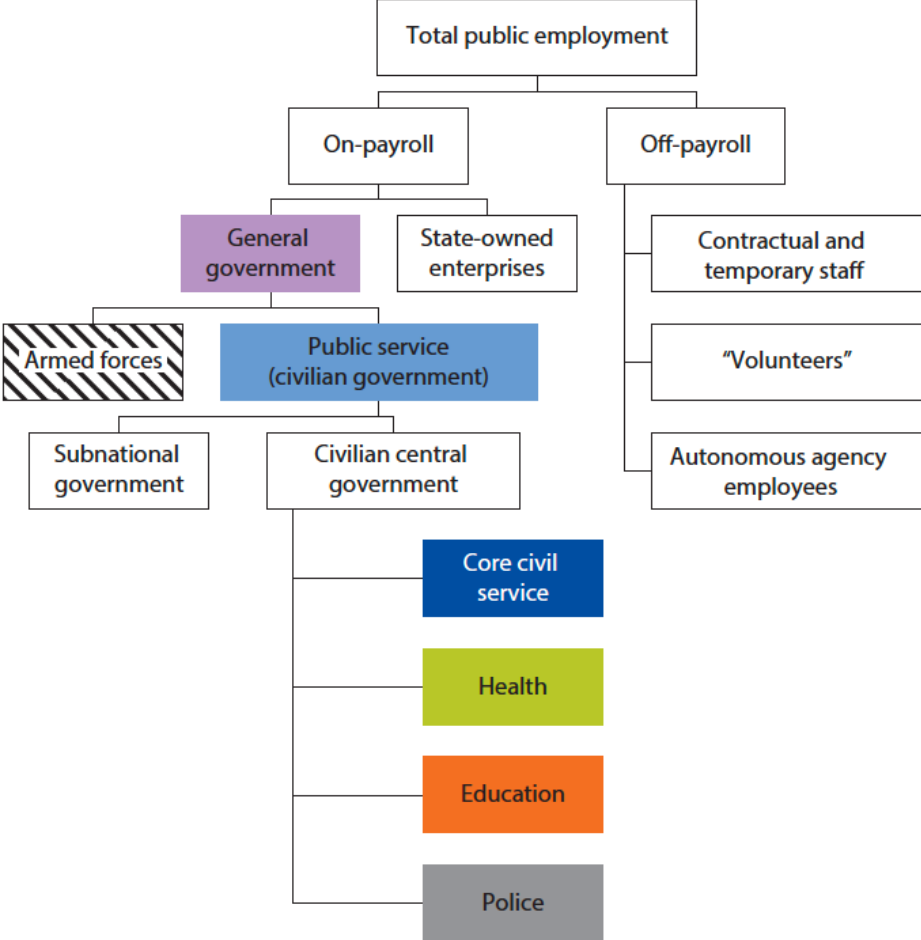 Total public employment
On-payroll
Off-payroll
General
government
State-owned
enterprises
Contractual and
temporary staff
Armed forces
Public service
(civilian government)
“Volunteers”
Subnational
government
Civilian central
government
Autonomous agency
employees
Core civil
service
Health
Education
Police